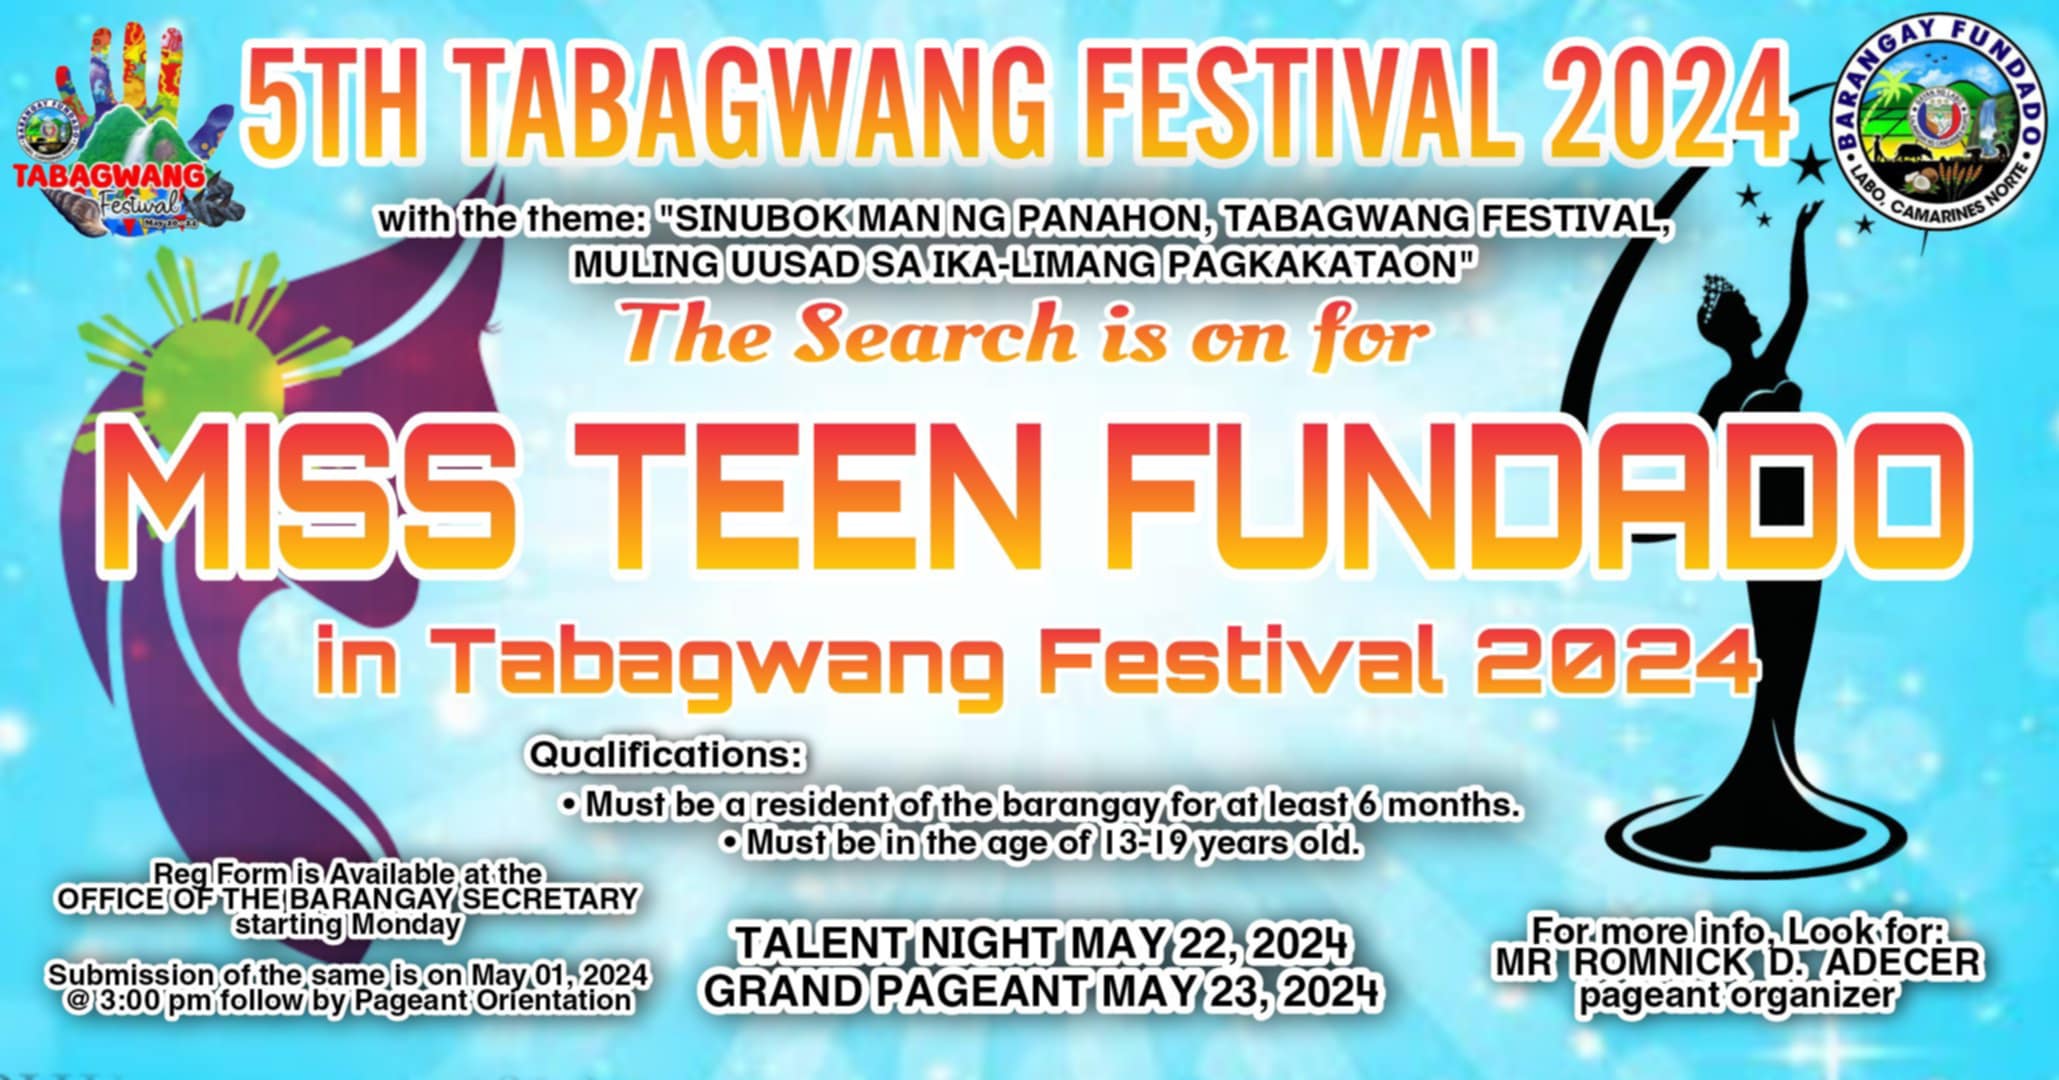 5TH TABAGWANG FESTIVAL 2024
BARANGAY FUNDADO
LABO, CAMARINES NORTE
TABAGWANG
Festival
with the theme: "SINUBOK MAN NG PANAHON, TABAGWANG FESTIVAL,
MULING UUSAD SA IKA-LIMANG PAGKAKATAON"
The Search is on for
MISS TEEN FUNDADO
in Tabagwang Festival 2024
Qualifications:
• Must be a resident of the barangay for at least 6 months.
• Must be in the age of 13-19 years old.
Reg Form is Available at the
OFFICE OF THE BARANGAY SECRETARY
starting Monday
Submission of the same is on May 01, 2024
@ 3:00 pm follow by Pageant Orientation
TALENT NIGHT MAY 22, 2024
GRAND PAGEANT MAY 23, 2024
For more info, Look for:
MR ROMNICK D. ADECER
pageant organizer